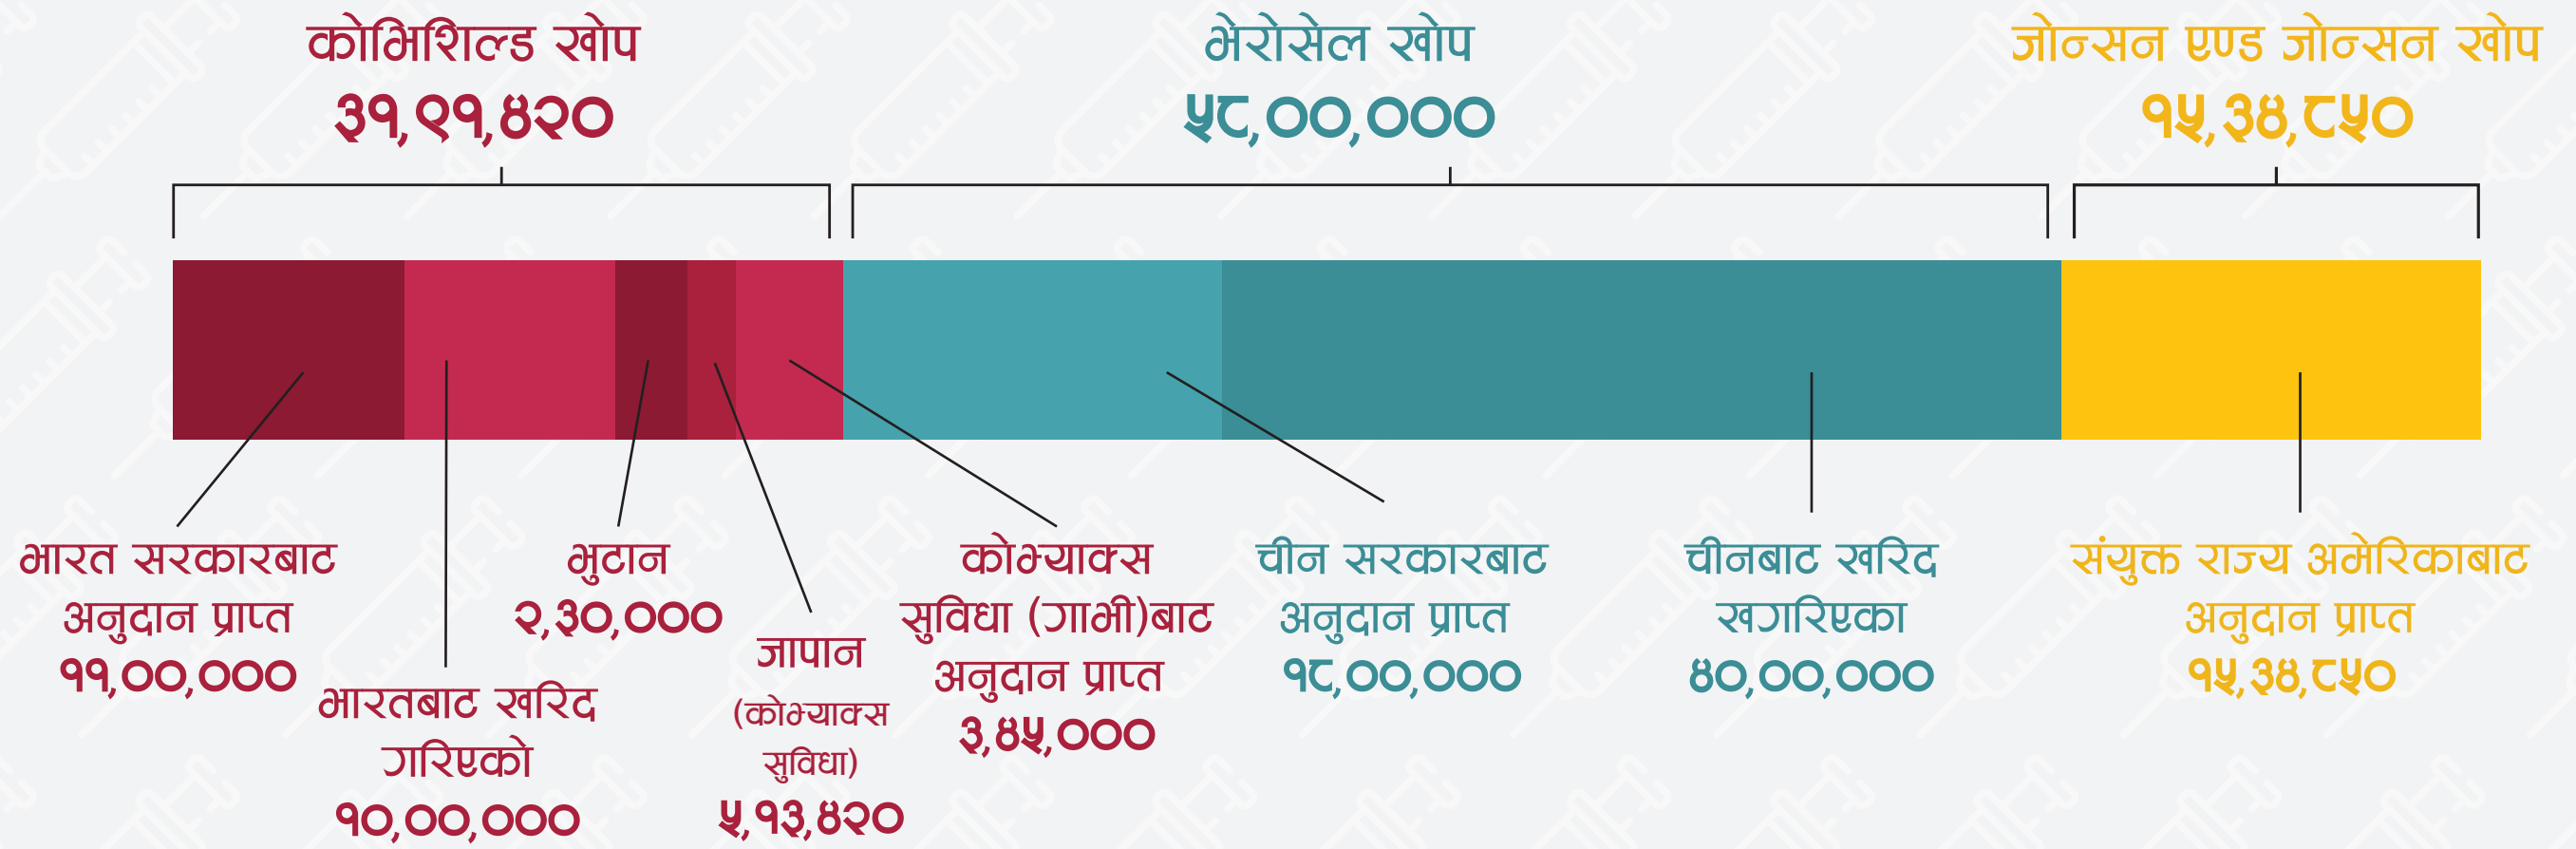 कोभिशिल्ड खोप
३१,९१,४२०
भेरोसेल खोप
५८,००,०००
जोन्सन एण्ड जोन्सन खोप
१५,३४,८५०
भारत सरकारबाट
अनुदान प्राप्त
११,००,०००
भारतबाट खरिद
गरिएको
१०,००,०००
भुटान
२,३०,०००
जापान
(कोभ्याक्स
सुविधा)
५,१३,४२०
कोभ्याक्स
सुविधा (गाभी)बाट
अनुदान प्राप्त
३,४५,०००
चीन सरकारबाट
अनुदान प्राप्त
१८,००,०००
चीनबाट खरिद
खगरिएका
४०,००,०००
संयुक्त राज्य अमेरिकाबाट
अनुदान प्राप्त
१५,३४,८५०